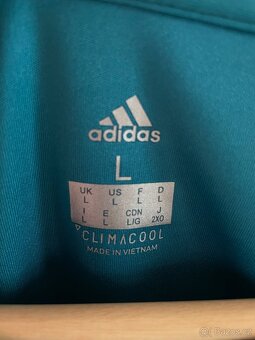 adidas
L
UK US F D
L L L L
I E CDN J
L L L/G 2XO
CLIMACOOL
MADE IN VIETNAM